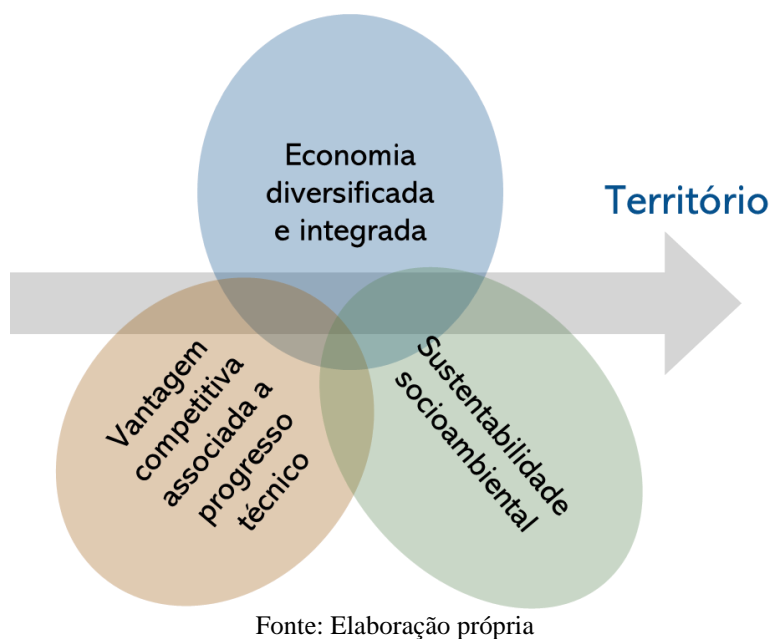 Economia
diversificada
e integrada
Território
Vantagem
competitiva
associada a
progresso
técnico
Sustentabilidade
socioambiental
Fonte: Elaboração própria